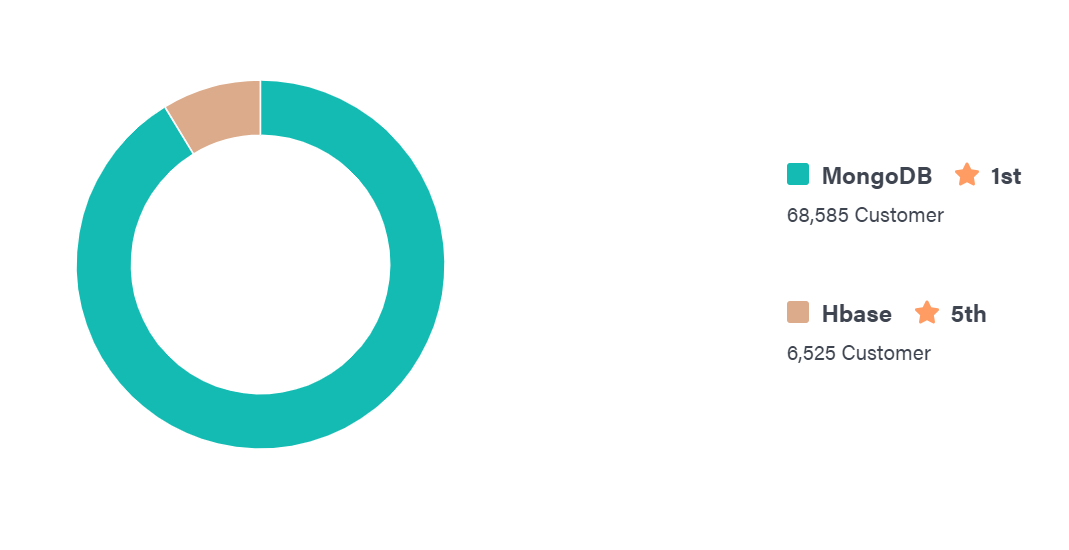 MongoDB 1st
68,585 Customer
Hbase 5th
6,525 Customer